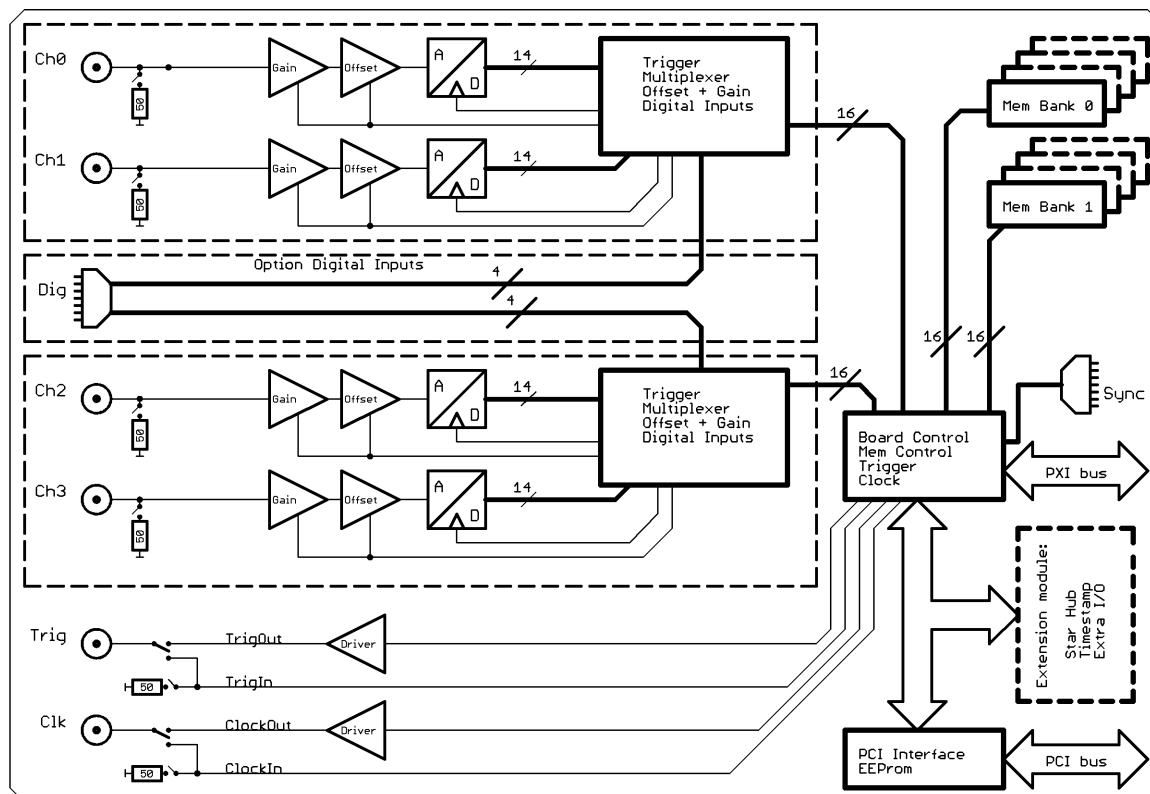 Ch0
50
Gain
Offset
A
D
14
Trigger
Multiplexer
Offset + Gain
Digital Inputs
16
Mem Bank 0
Ch1
50
Gain
Offset
A
D
14
Mem Bank 1
Option Digital Inputs
Dig
4
4
16
16
Ch2
50
Gain
Offset
A
D
14
Trigger
Multiplexer
Offset + Gain
Digital Inputs
16
Sync
Board Control
Mem Control
Trigger
Clock
PXI bus
Ch3
50
Gain
Offset
A
D
14
Extension module:
Star Hub
Timestamp
Extra I/O
Trig
TrigOut
Driver
50
TrigIn
Clk
ClockOut
Driver
50
ClockIn
PCI Interface
EEProm
PCI bus